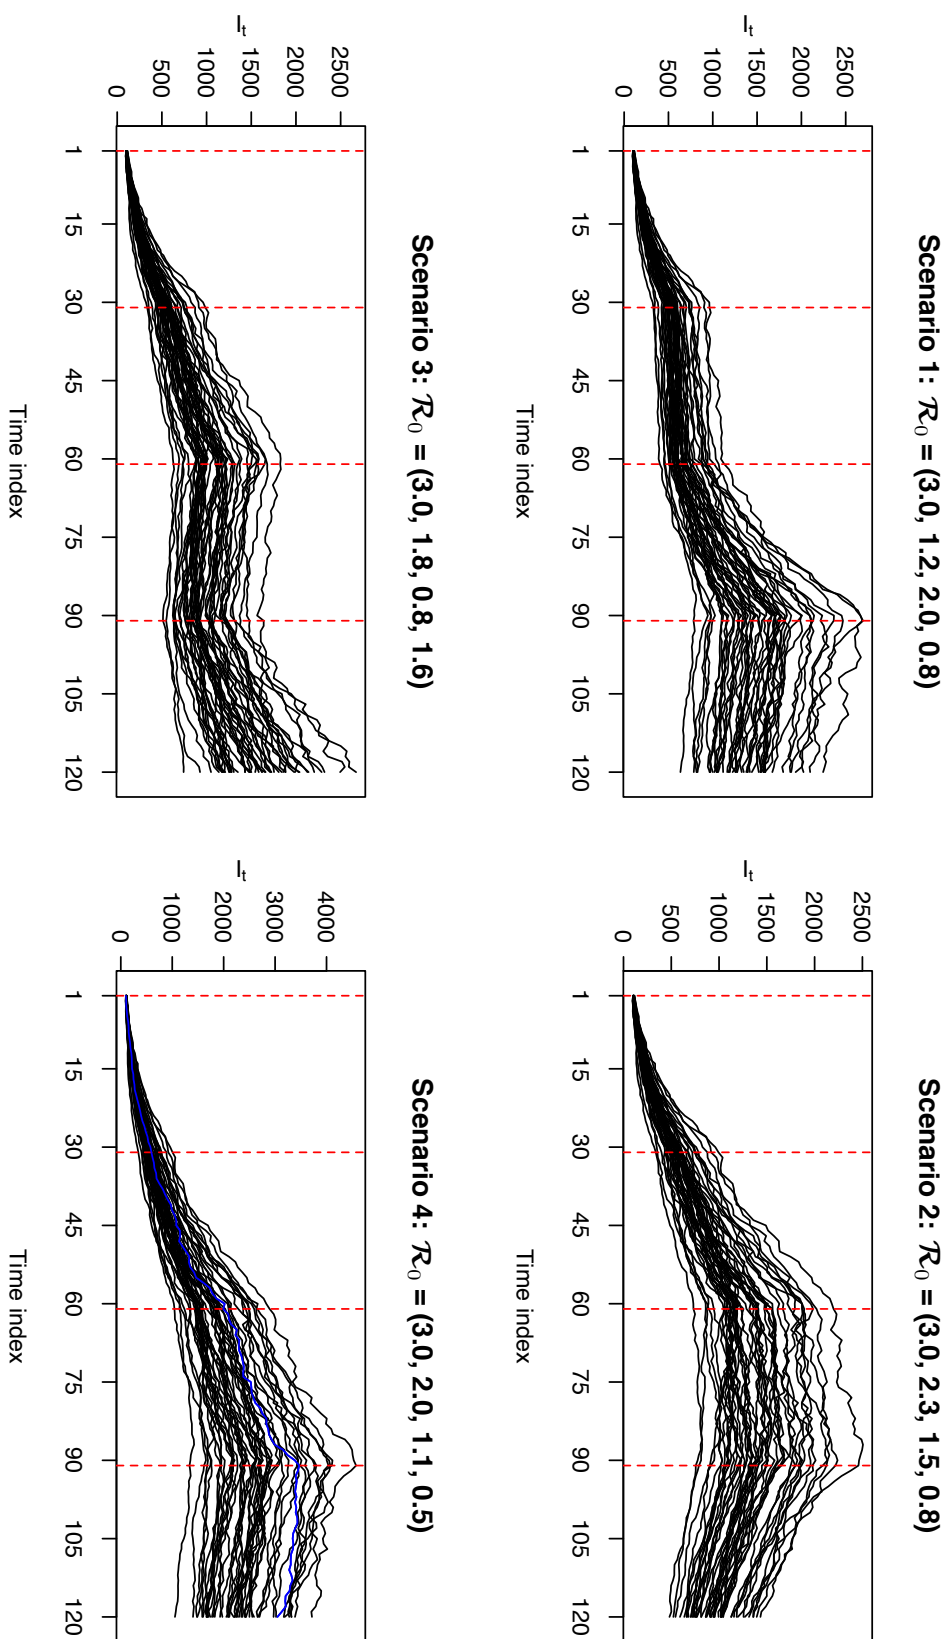 Scenario 1: R₀ = (3.0, 1.2, 2.0, 0.8)
Iₜ
0 500 1000 1500 2000 2500
1 15 30 45 60 75 90 105 120
Time index
Scenario 2: R₀ = (3.0, 2.3, 1.5, 0.8)
Iₜ
0 500 1000 1500 2000 2500
1 15 30 45 60 75 90 105 120
Time index
Scenario 3: R₀ = (3.0, 1.8, 0.8, 1.6)
Iₜ
0 500 1000 1500 2000 2500
1 15 30 45 60 75 90 105 120
Time index
Scenario 4: R₀ = (3.0, 2.0, 1.1, 0.5)
Iₜ
0 1000 2000 3000 4000
1 15 30 45 60 75 90 105 120
Time index